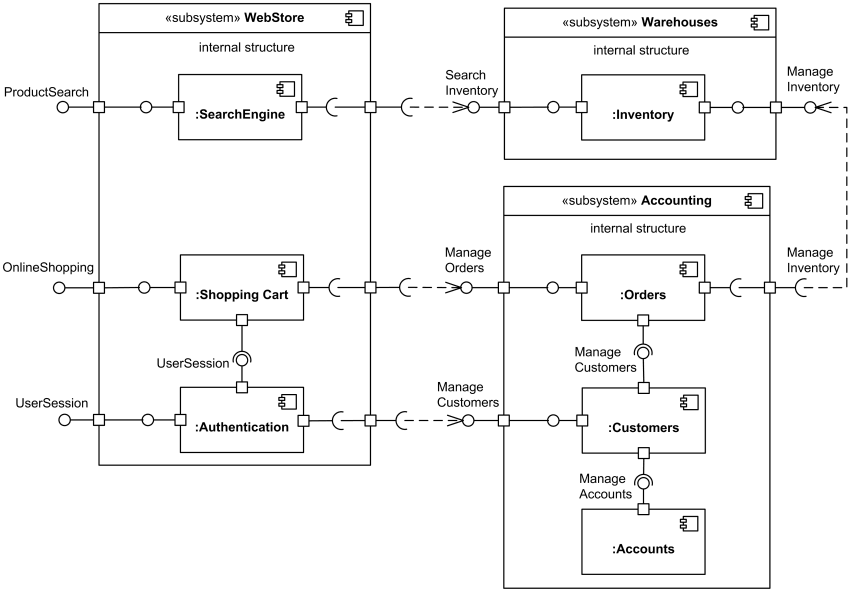 «subsystem» WebStore
internal structure
ProductSearch
:SearchEngine
OnlineShopping
:Shopping Cart
UserSession
UserSession
:Authentication
Search
Inventory
«subsystem» Warehouses
internal structure
:Inventory
Manage
Inventory
«subsystem» Accounting
internal structure
Manage
Orders
:Orders
Manage
Inventory
Manage
Customers
Manage
Customers
:Customers
Manage
Accounts
:Accounts